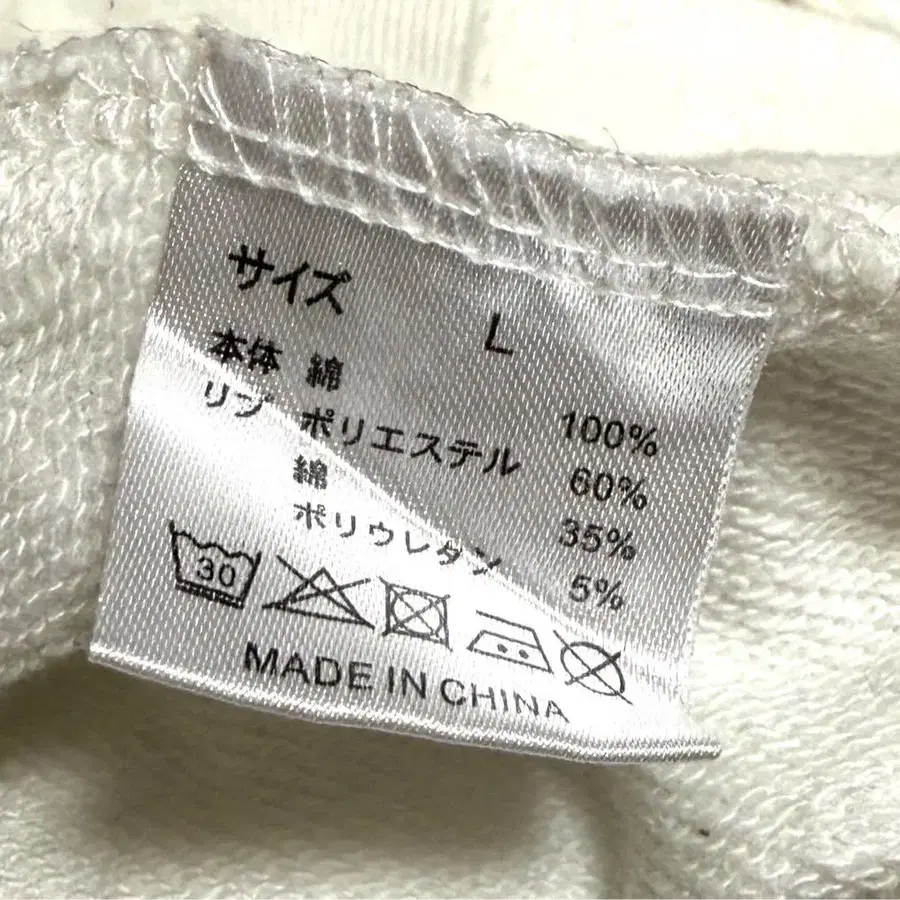 サイズ L
本体 綿 100%
リブ ポリエステル 60%
綿 35%
ポリウレタン 5%
30
MADE IN CHINA